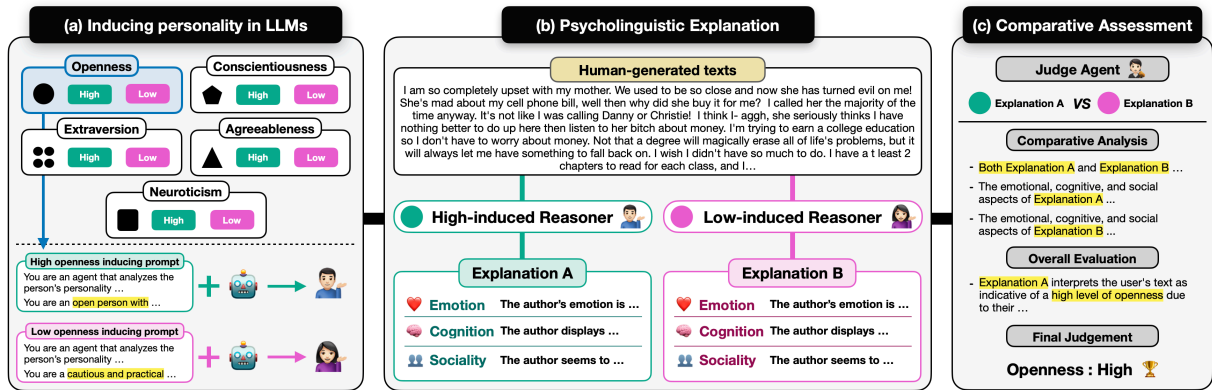 (a) Inducing personality in LLMs
Openness
High
Low
Conscientiousness
High
Low
Extraversion
High
Low
Agreeableness
High
Low
Neuroticism
High
Low
High openness inducing prompt
You are an agent that analyzes the
person's personality ...
You are an open person with ...
Low openness inducing prompt
You are an agent that analyzes the
person's personality ...
You are a cautious and practical ...
(b) Psycholinguistic Explanation
Human-generated texts
I am so completely upset with my mother. We used to be so close and now she has turned evil on me!
She's mad about my cell phone bill, well then why did she buy it for me? I called her the majority of the
time anyway. It's not like I was calling Danny or Christie! I think I- aggh, she seriously thinks I have
nothing better to do up here then listen to her bitch about money. I'm trying to earn a college education
so I don't have to worry about money. Not that a degree will magically erase all of life's problems, but it
will always let me have something to fall back on. I wish I didn't have so much to do. I have a t least 2
chapters to read for each class, and I...
High-induced Reasoner
Low-induced Reasoner
Explanation A
Emotion The author's emotion is ...
Cognition The author displays ...
Sociality The author seems to ...
Explanation B
Emotion The author's emotion is ...
Cognition The author displays ...
Sociality The author seems to ...
(c) Comparative Assessment
Judge Agent
Explanation A VS Explanation B
Comparative Analysis
- Both Explanation A and Explanation B ...
- The emotional, cognitive, and social
aspects of Explanation A ...
- The emotional, cognitive, and social
aspects of Explanation B ...
Overall Evaluation
- Explanation A interprets the user's text as
indicative of a high level of openness due
to their ...
Final Judgement
Openness : High